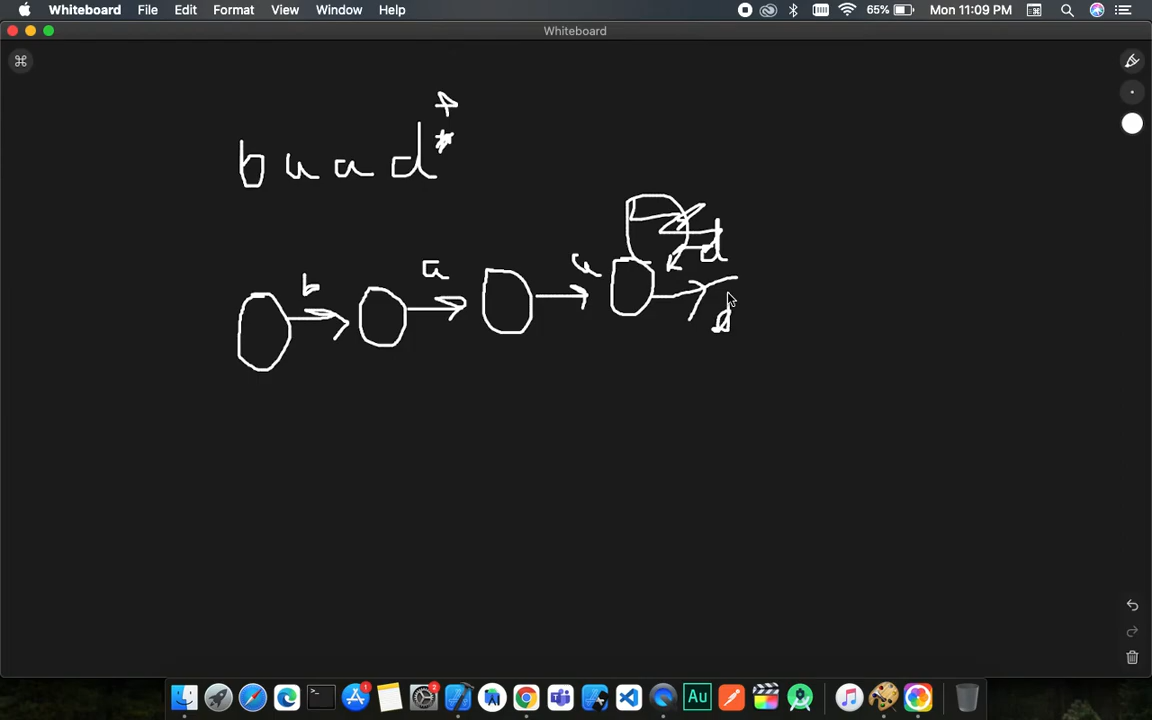 Whiteboard File Edit Format View Window Help 65% Mon 11:09 PM
Whiteboard
*
b a a d*
d
b a a
d